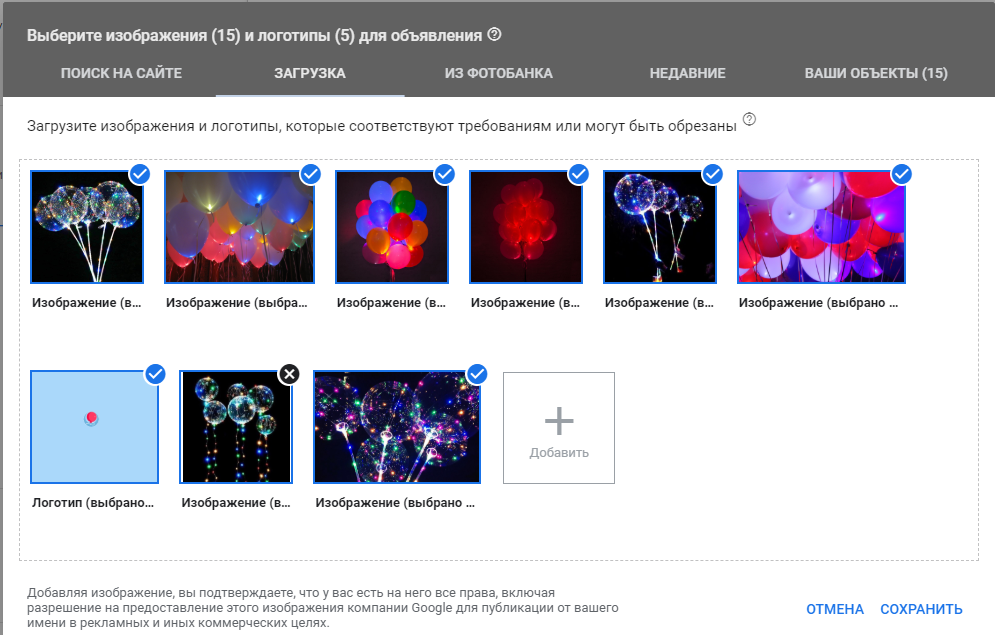 Выберите изображения (15) и логотипы (5) для объявления
ПОИСК НА САЙТЕ ЗАГРУЗКА ИЗ ФОТОБАНКА НЕДАВНИЕ ВАШИ ОБЪЕКТЫ (15)
Загрузите изображения и логотипы, которые соответствуют требованиям или могут быть обрезаны
Изображение (в... Изображение (выбра... Изображение (в... Изображение (в... Изображение (в... Изображение (выбрано ...
Добавить
Логотип (выбрано... Изображение (в... Изображение (выбрано ...
Добавляя изображение, вы подтверждаете, что у вас есть на него все права, включая
разрешение на предоставление этого изображения компании Google для публикации от вашего
имени в рекламных и иных коммерческих целях.
ОТМЕНА СОХРАНИТЬ